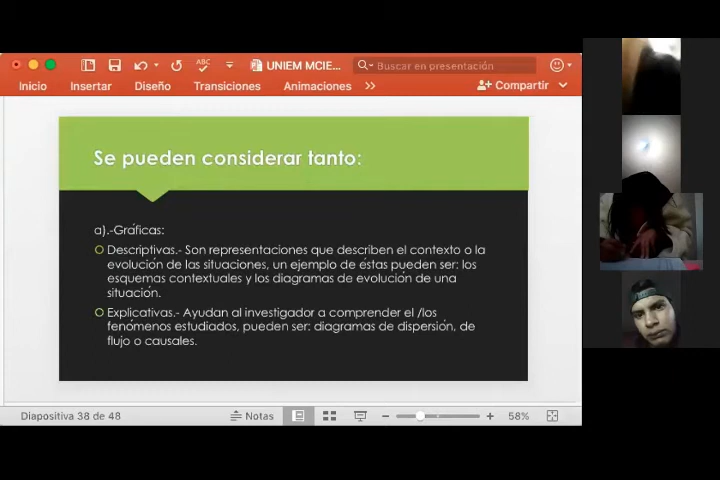 ABC
UNIEM MCIE...
Buscar en presentación
Inicio
Insertar
Diseño
Transiciones
Animaciones
>>
Compartir
Se pueden considerar tanto:
a).-Gráficas:
Descriptivas.- Son representaciones que describen el contexto o la
evolución de las situaciones, un ejemplo de éstas pueden ser: los
esquemas contextuales y los diagramas de evolución de una
situación.
Explicativas.- Ayudan al investigador a comprender el /los
fenómenos estudiados, pueden ser: diagramas de dispersión, de
flujo o causales.
Diapositiva 38 de 48
Notas
58%